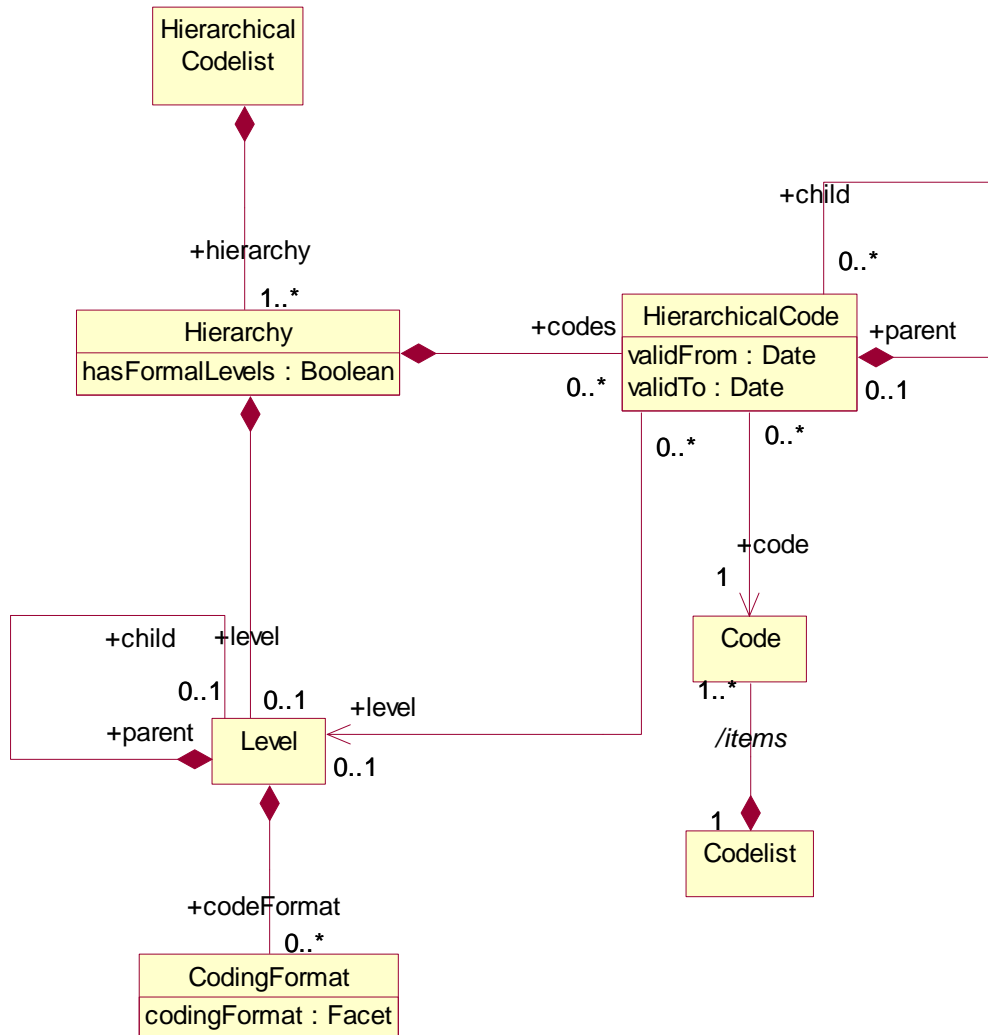 Hierarchical
Codelist
+child
+hierarchy
0..*
1..*
Hierarchy
hasFormalLevels : Boolean
+codes
0..*
HierarchicalCode
validFrom : Date
validTo : Date
+parent
0..1
0..*
0..*
+code
1
+child
+level
Code
1..*
0..1
0..1
+level
+parent
Level
0..1
/items
1
Codelist
+codeFormat
0..*
CodingFormat
codingFormat : Facet